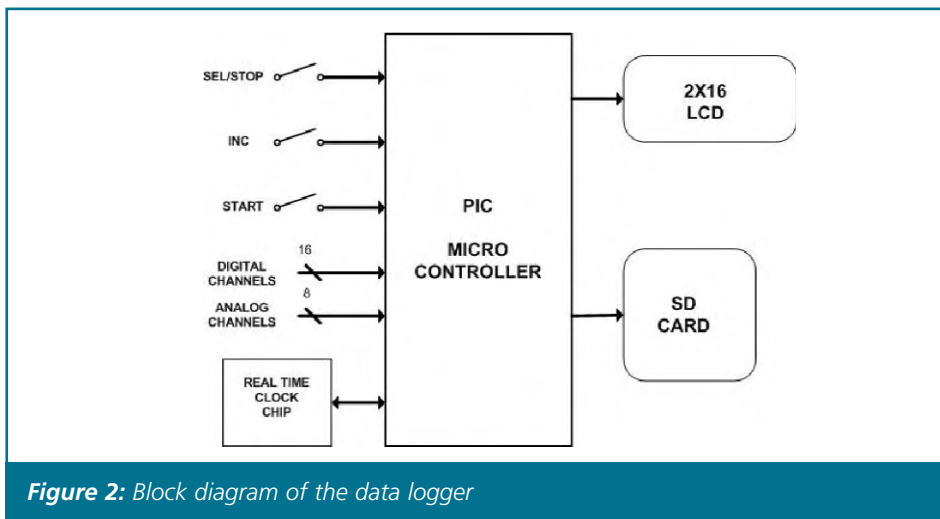 SEL/STOP
INC
START
16
DIGITAL
CHANNELS
8
ANALOG
CHANNELS
REAL TIME
CLOCK
CHIP
PIC
MICRO
CONTROLLER
2X16
LCD
SD
CARD
Figure 2: Block diagram of the data logger